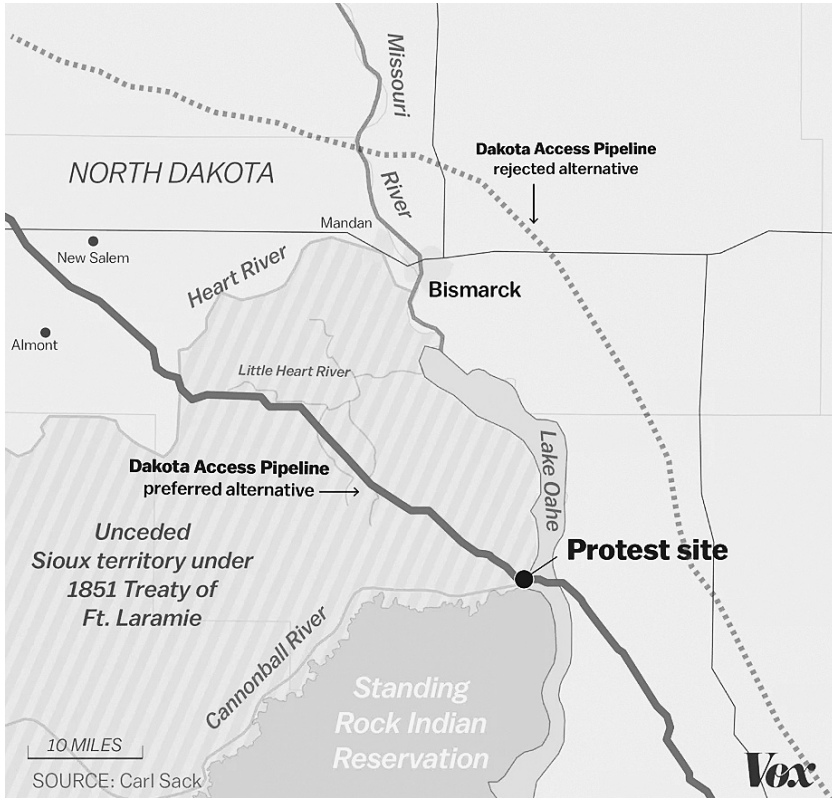 Missouri
River
Dakota Access Pipeline
rejected alternative
NORTH DAKOTA
Mandan
New Salem
Heart River
Bismarck
Almont
Little Heart River
Lake Oahe
Dakota Access Pipeline
preferred alternative
Unceded
Sioux territory under
1851 Treaty of
Ft. Laramie
Protest site
Cannonball River
Standing
Rock Indian
Reservation
10 MILES
SOURCE: Carl Sack
Vox